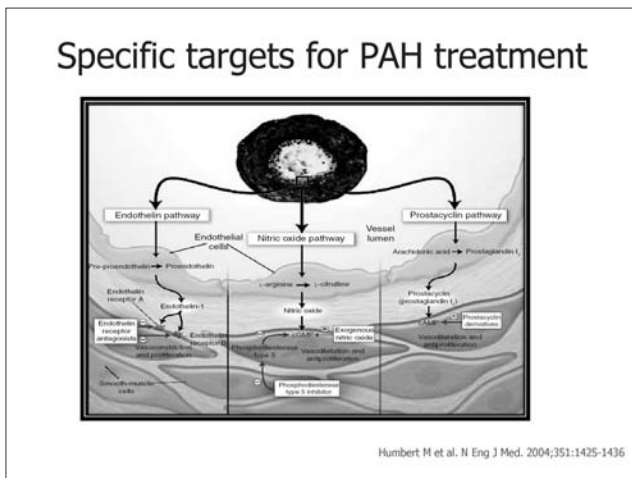 Specific targets for PAH treatment
Endothelin pathway
Nitric oxide pathway
Prostacyclin pathway
Endothelial
cells
Vessel
lumen
Pre-proendothelin → Proendothelin
L-arginine → L-citrulline
Arachidonic acid → Prostaglandin I₂
Endothelin
receptor A
Endothelin-1
Nitric oxide
Prostacyclin
(prostaglandin I₂)
Endothelin
receptor
antagonists
Endothelin
receptor B
Vasoconstriction
and proliferation
cGMP
Exogenous
nitric oxide
Vasodilatation and
antiproliferation
Phosphodiesterase
type 5
Phosphodiesterase
type 5 inhibitor
cAMP
Prostacyclin
derivatives
Vasodilatation and
antiproliferation
Smooth-muscle
cells
Humbert M et al. N Eng J Med. 2004;351:1425-1436